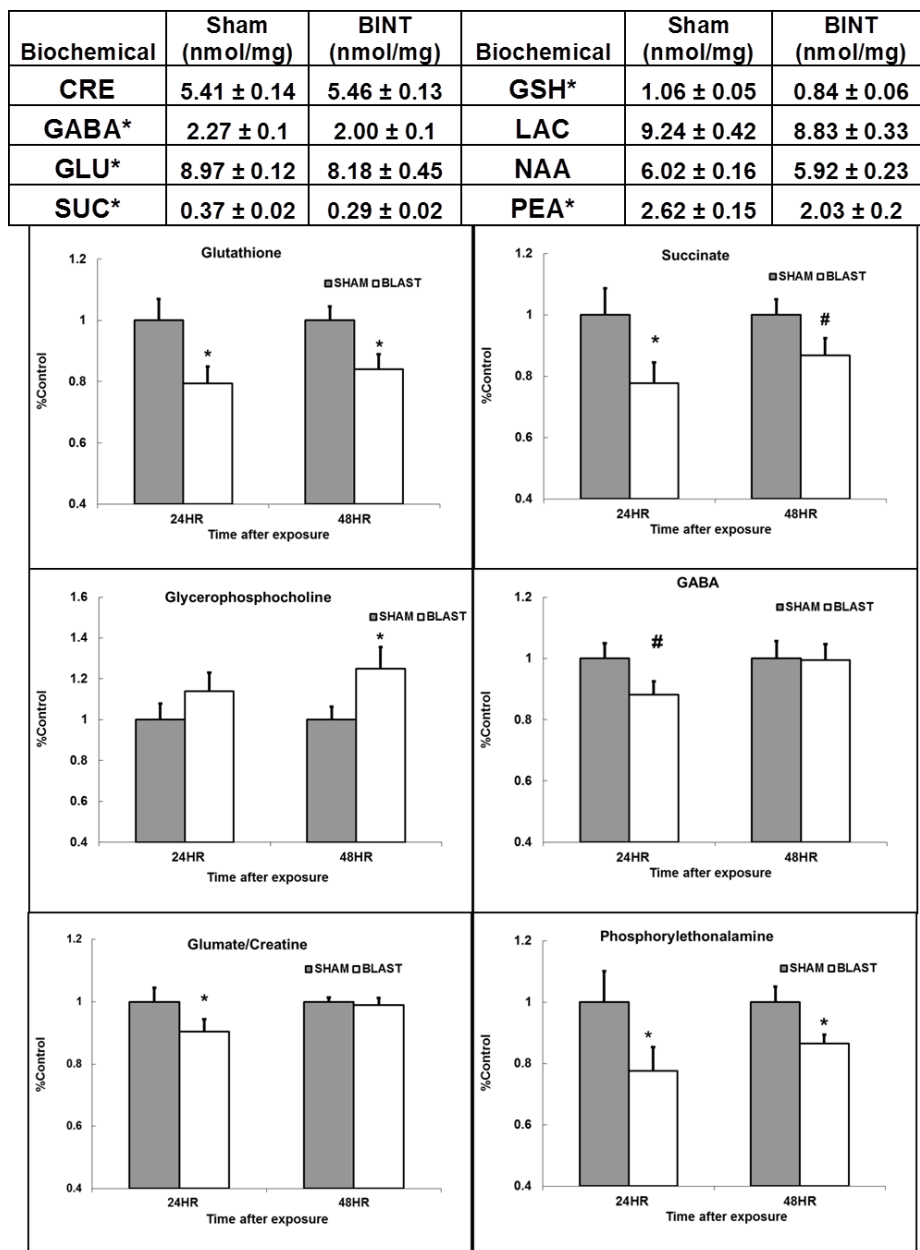 Biochemical Sham (nmol/mg) BINT (nmol/mg) Biochemical Sham (nmol/mg) BINT (nmol/mg)
CRE 5.41 ± 0.14 5.46 ± 0.13 GSH* 1.06 ± 0.05 0.84 ± 0.06
GABA* 2.27 ± 0.1 2.00 ± 0.1 LAC 9.24 ± 0.42 8.83 ± 0.33
GLU* 8.97 ± 0.12 8.18 ± 0.45 NAA 6.02 ± 0.16 5.92 ± 0.23
SUC* 0.37 ± 0.02 0.29 ± 0.02 PEA* 2.62 ± 0.15 2.03 ± 0.2
Glutathione
SHAM BLAST
%Control
1.2
1
0.8
0.6
0.4
*
*
24HR 48HR
Time after exposure
Succinate
SHAM BLAST
%Control
1.2
1
0.8
0.6
0.4
*
#
24HR 48HR
Time after exposure
Glycerophosphocholine
SHAM BLAST
%Control
1.6
1.4
1.2
1
0.8
0.6
0.4
*
24HR 48HR
Time after exposure
GABA
SHAM BLAST
%Control
1.2
1
0.8
0.6
0.4
#
24HR 48HR
Time after exposure
Glumate/Creatine
SHAM BLAST
%Control
1.2
1
0.8
0.6
0.4
*
24HR 48HR
Time after exposure
Phosphorylethonalamine
SHAM BLAST
%Control
1.2
1
0.8
0.6
0.4
*
*
24HR 48HR
Time after exposure